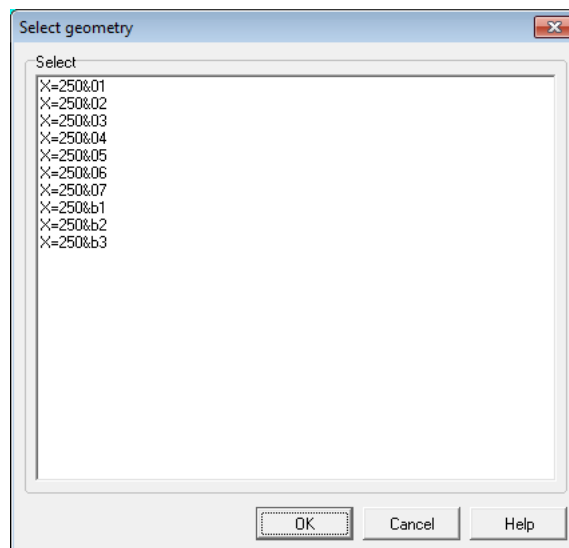 Select geometry
Select
X=250&01
X=250&02
X=250&03
X=250&04
X=250&05
X=250&06
X=250&07
X=250&b1
X=250&b2
X=250&b3
OK Cancel Help